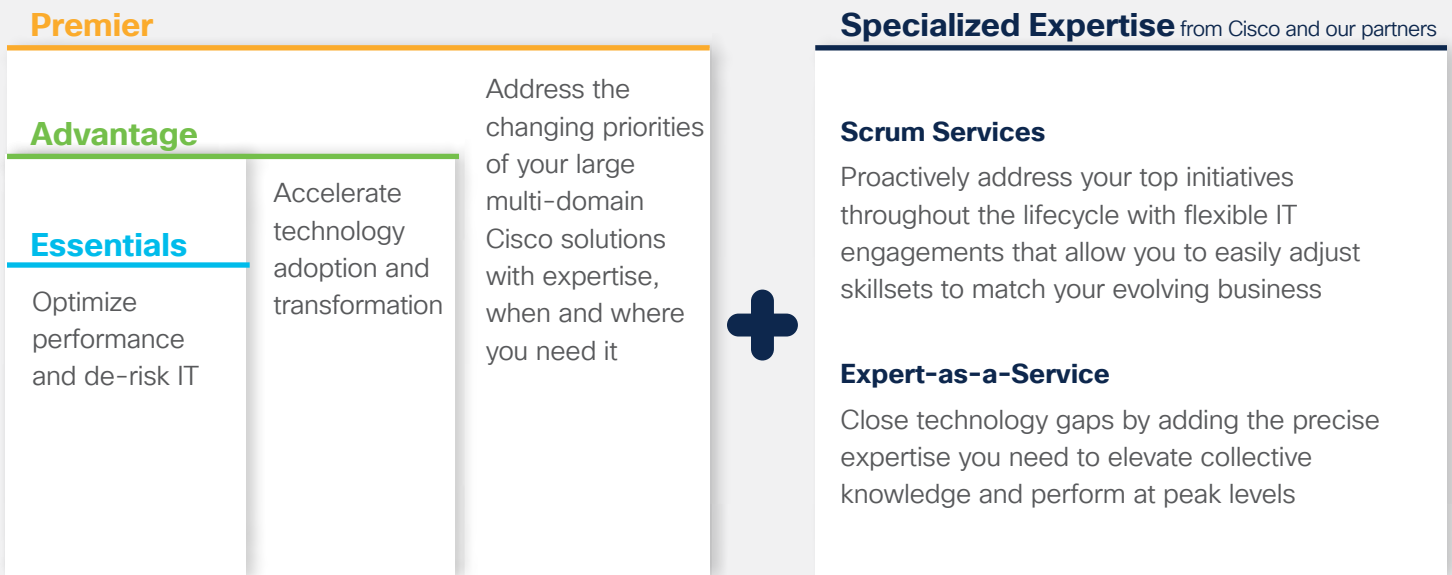 Premier
Advantage
Essentials
Optimize
performance
and de-risk IT
Accelerate
technology
adoption and
transformation
Address the
changing priorities
of your large
multi-domain
Cisco solutions
with expertise,
when and where
you need it
Specialized Expertise from Cisco and our partners
Scrum Services
Proactively address your top initiatives
throughout the lifecycle with flexible IT
engagements that allow you to easily adjust
skillsets to match your evolving business
Expert-as-a-Service
Close technology gaps by adding the precise
expertise you need to elevate collective
knowledge and perform at peak levels